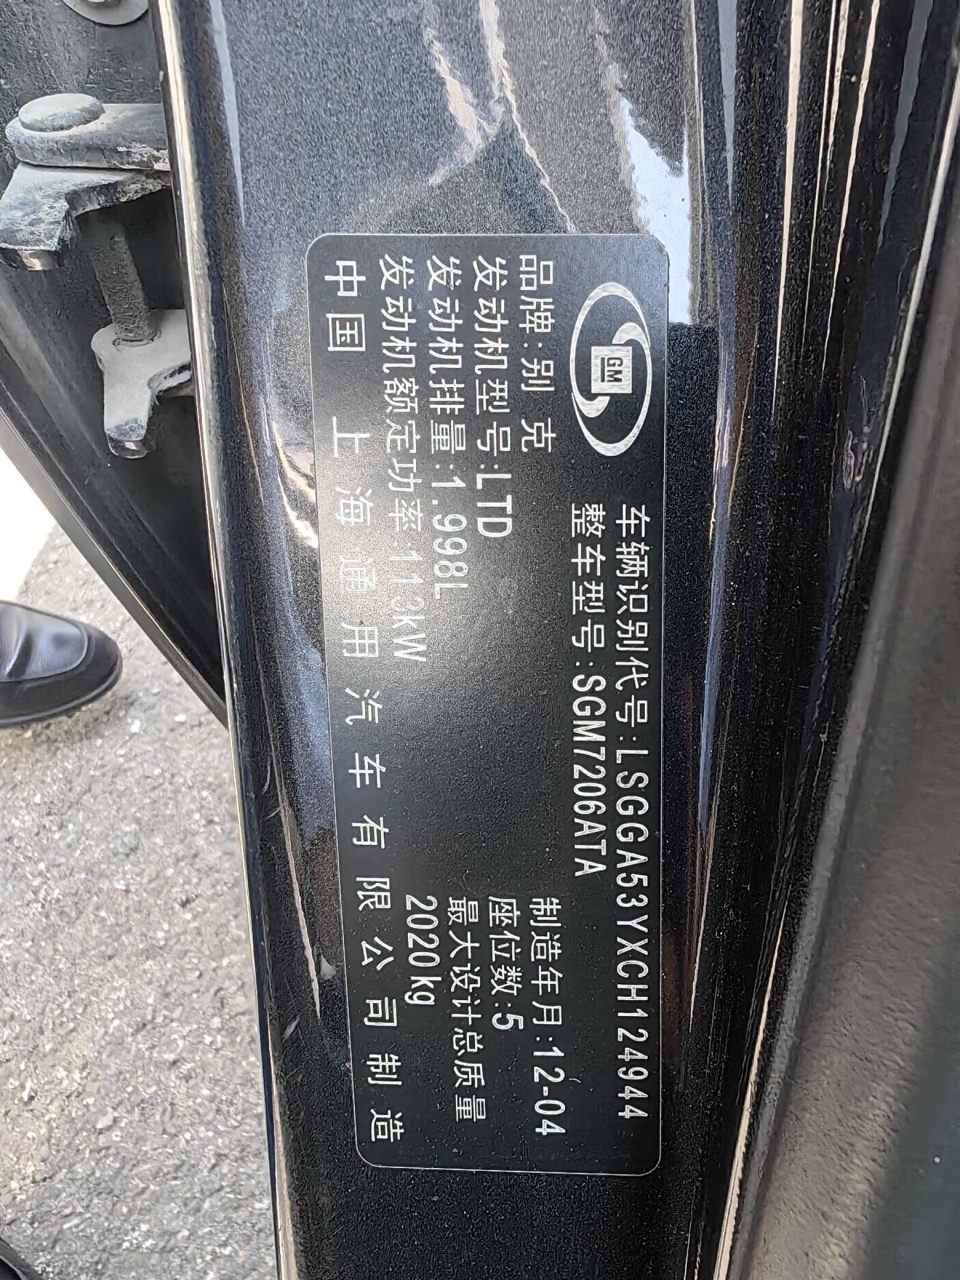 GM
车辆识别代号:LSGGA53YXCH124944
整车型号:SGM7206ATA
品牌:别 克
发动机型号:LTD
发动机排量:1.998L
发动机额定功率:113kW
制造年月:12-04
座位数:5
最大设计总质量
2020kg
中国 上海通用汽车有限公司制造